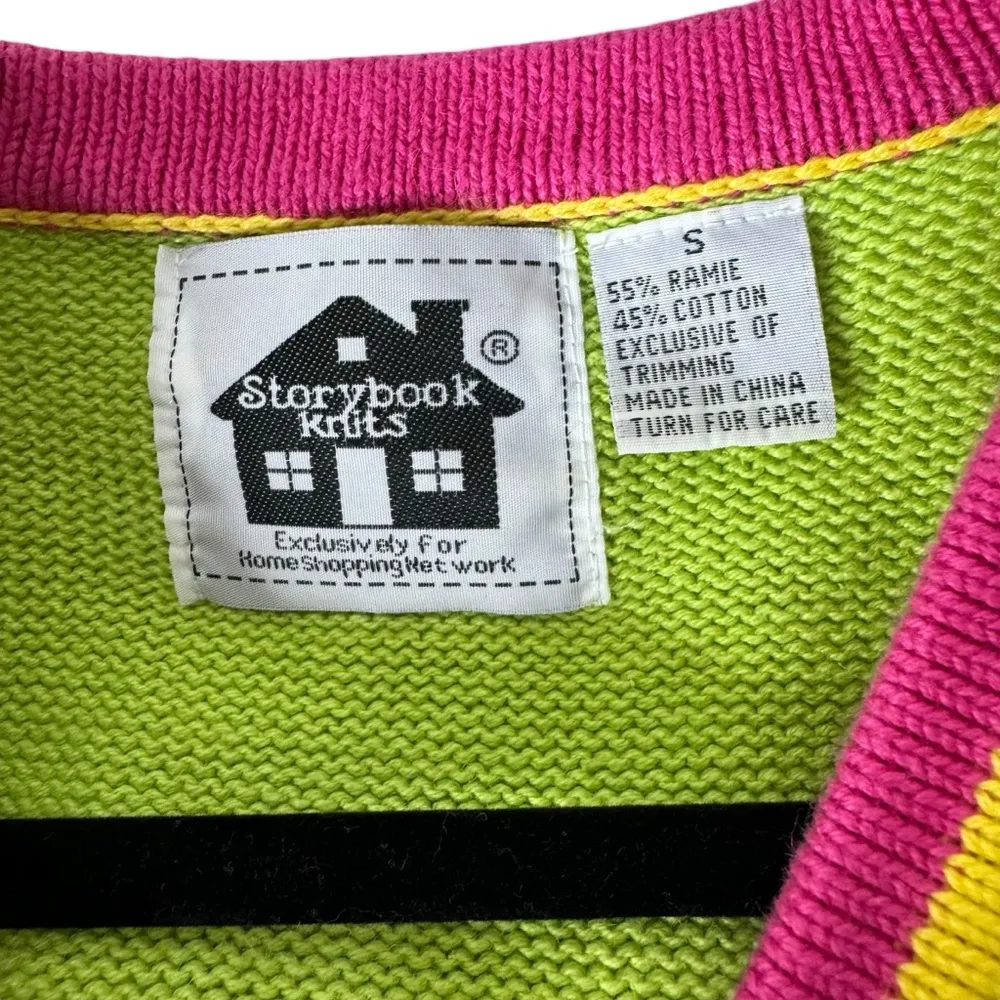 Storybook
Knits
®
Exclusively for
HomeShoppingNetwork
S
55% RAMIE
45% COTTON
EXCLUSIVE OF
TRIMMING
MADE IN CHINA
TURN FOR CARE